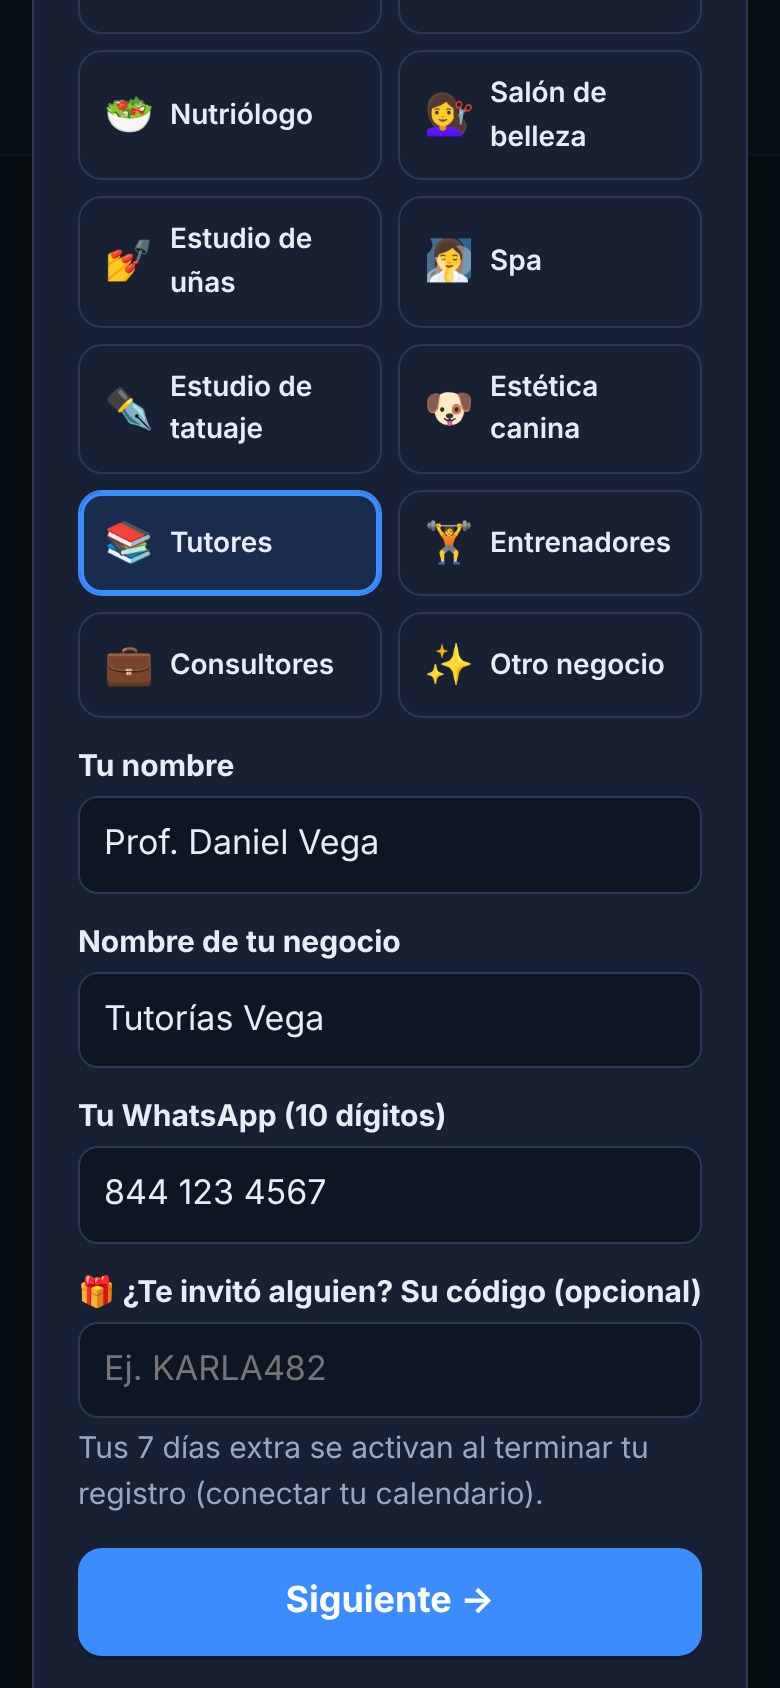 Nutriólogo
Salón de
belleza
Estudio de
uñas
Spa
Estudio de
tatuaje
Estética
canina
Tutores
Entrenadores
Consultores
Otro negocio
Tu nombre
Prof. Daniel Vega
Nombre de tu negocio
Tutorías Vega
Tu WhatsApp (10 dígitos)
844 123 4567
🎁 ¿Te invitó alguien? Su código (opcional)
Ej. KARLA482
Tus 7 días extra se activan al terminar tu
registro (conectar tu calendario).
Siguiente →